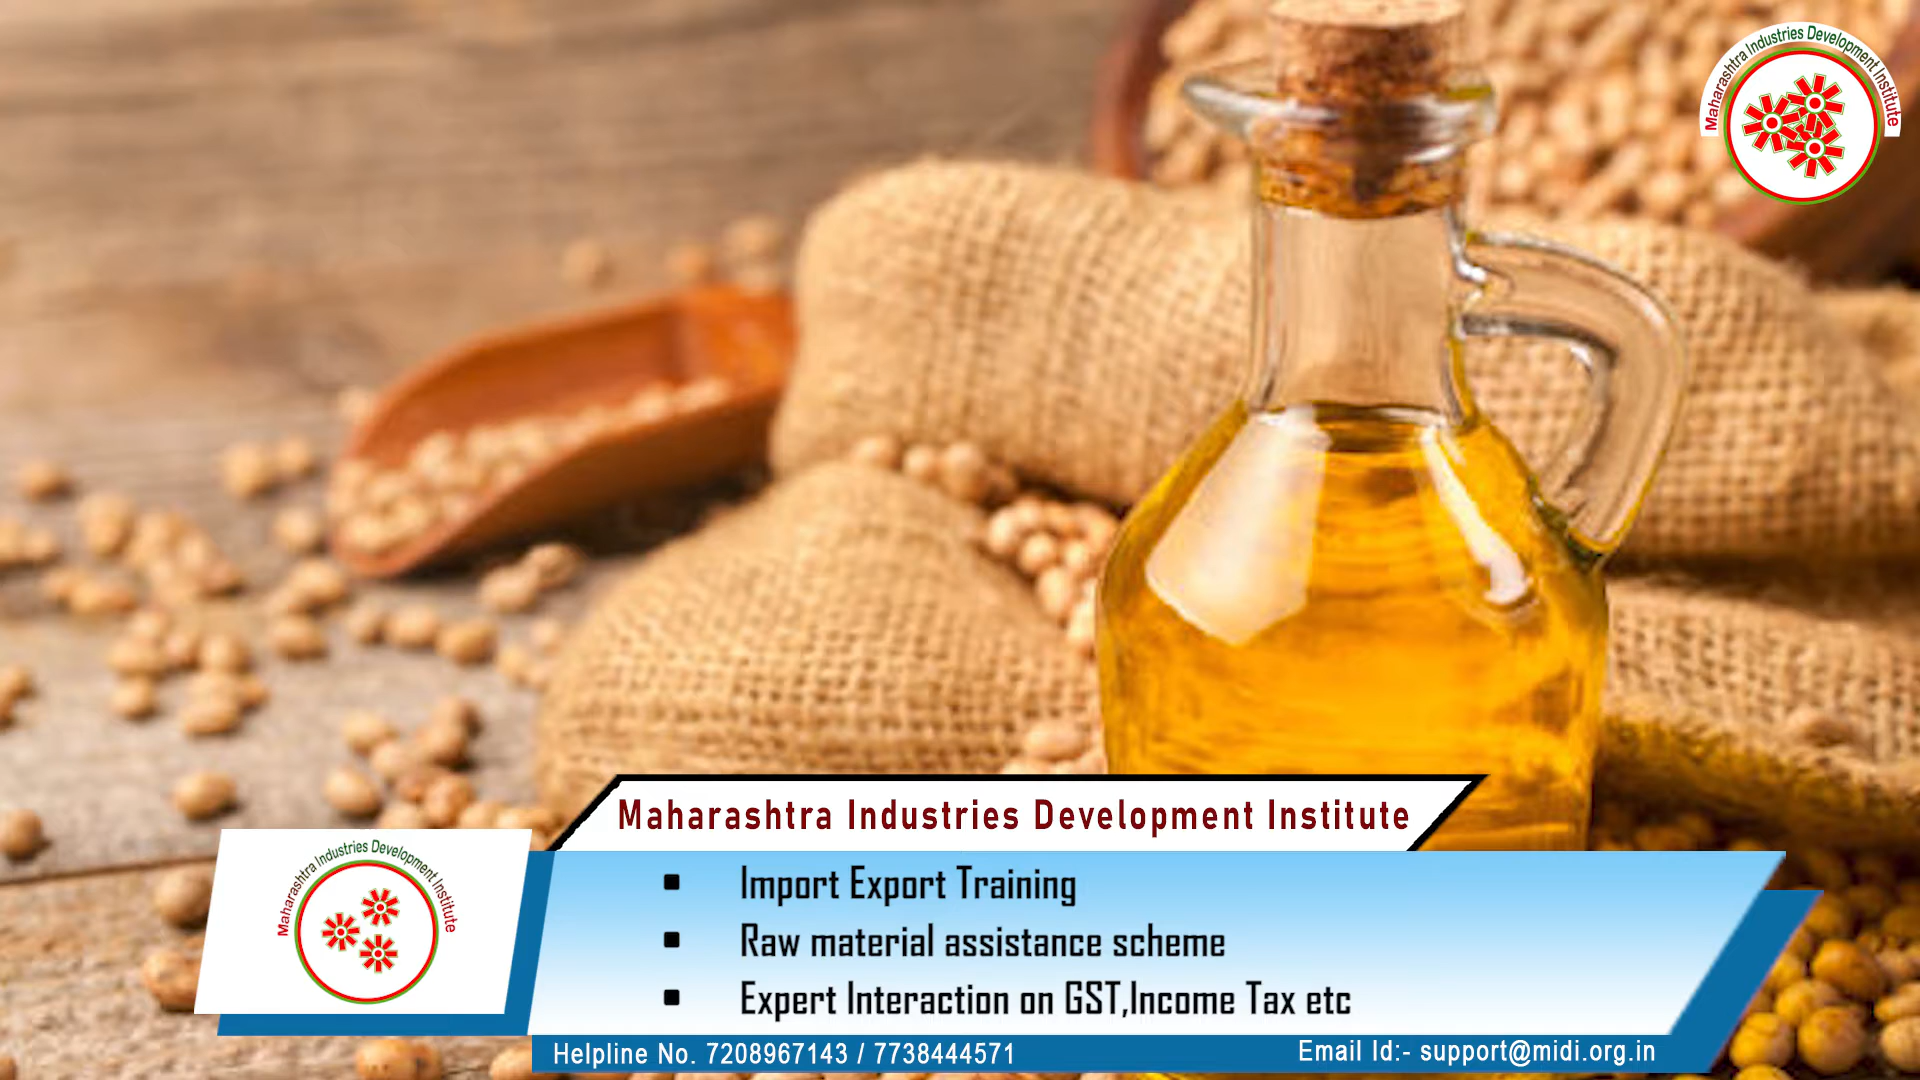 Maharashtra Industries Development Institute
Maharashtra Industries Development Institute
Maharashtra Industries Development Institute
▪ Import Export Training
▪ Raw material assistance scheme
▪ Expert Interaction on GST,Income Tax etc
Helpline No. 7208967143 / 7738444571
Email Id:- support@midi.org.in